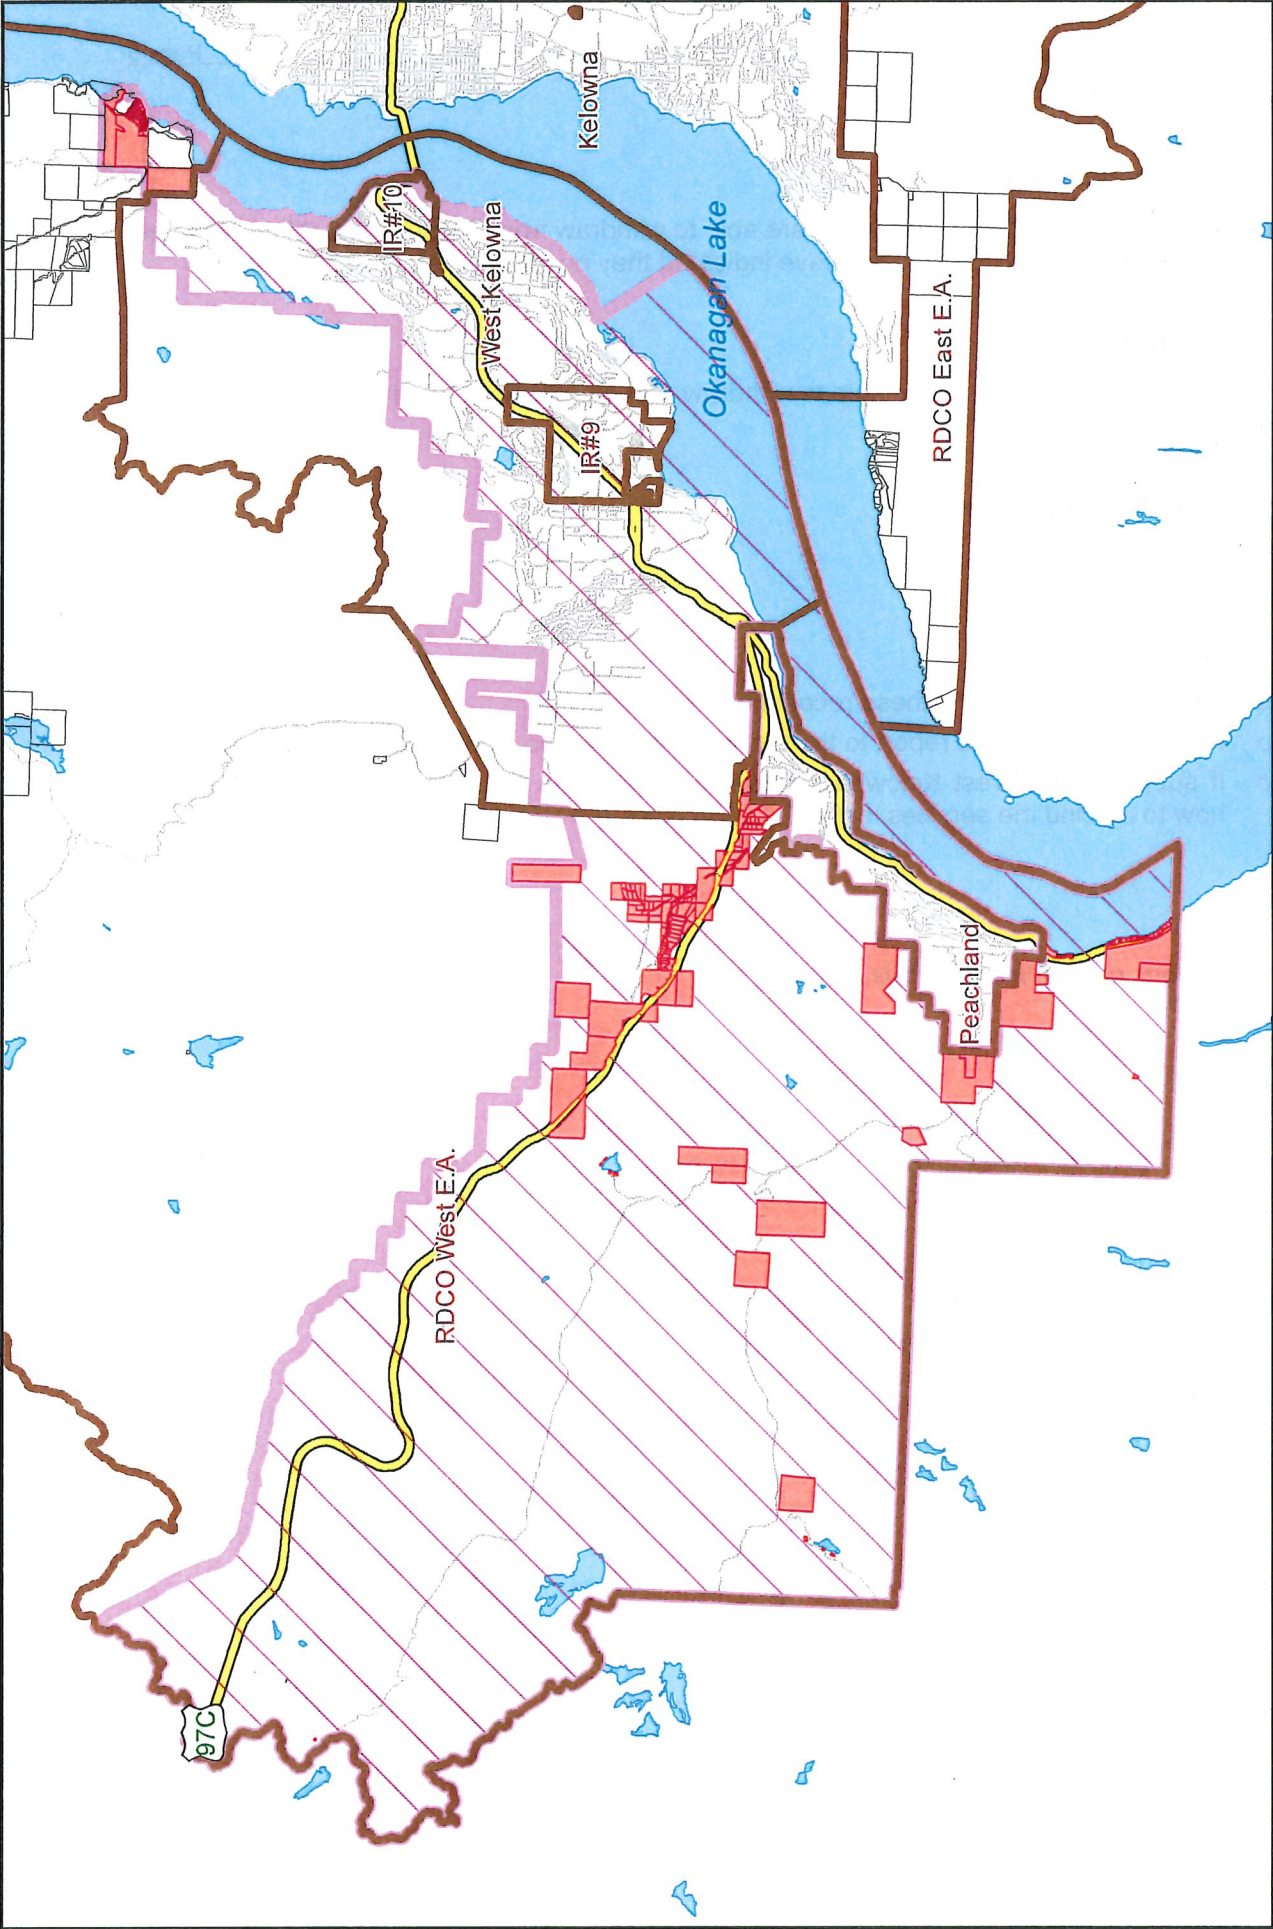 97C
RDCO West E.A.
IR#10
West Kelowna
IR#9
Kelowna
Okanagan Lake
Peachland
RDCO East E.A.